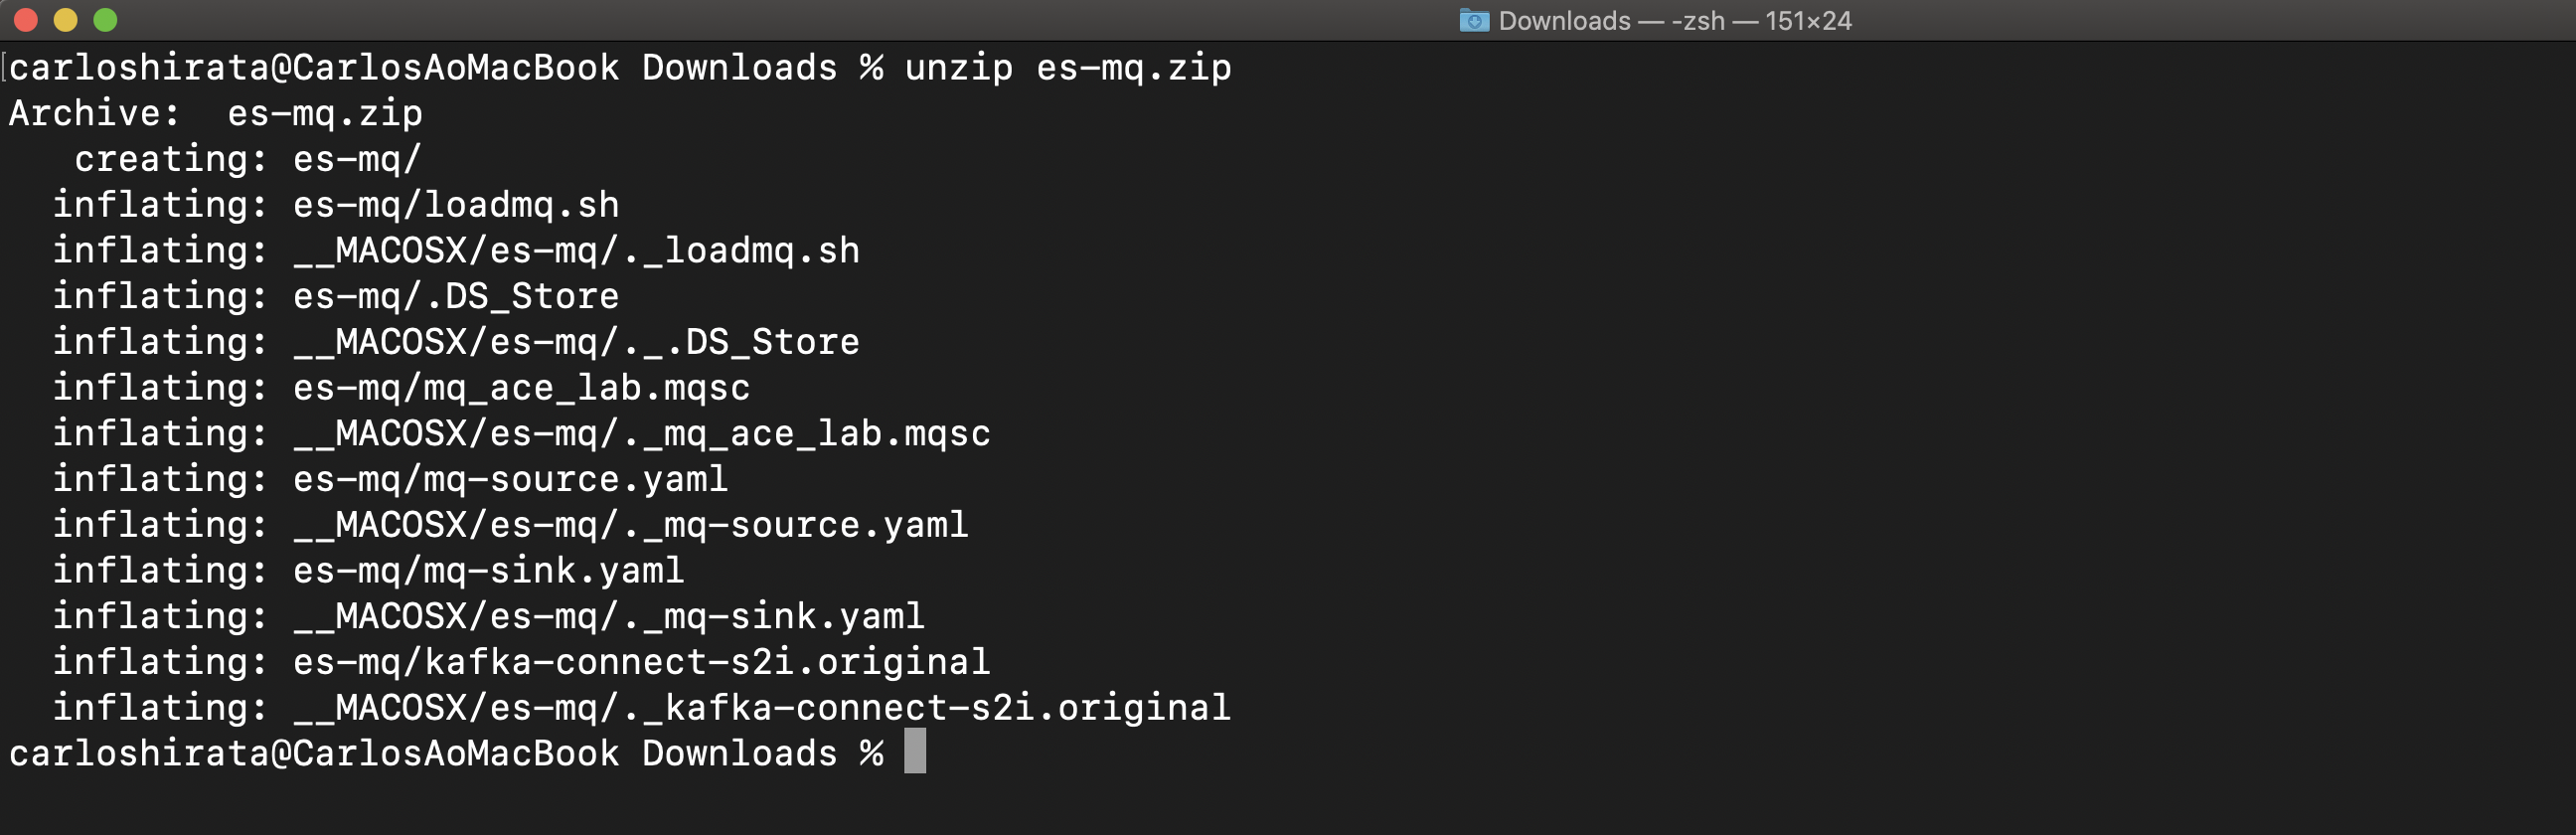 Downloads — -zsh — 151×24
carloshirata@CarlosAoMacBook Downloads % unzip es-mq.zip
Archive:  es-mq.zip
   creating: es-mq/
  inflating: es-mq/loadmq.sh
  inflating: __MACOSX/es-mq/._loadmq.sh
  inflating: es-mq/.DS_Store
  inflating: __MACOSX/es-mq/._.DS_Store
  inflating: es-mq/mq_ace_lab.mqsc
  inflating: __MACOSX/es-mq/._mq_ace_lab.mqsc
  inflating: es-mq/mq-source.yaml
  inflating: __MACOSX/es-mq/._mq-source.yaml
  inflating: es-mq/mq-sink.yaml
  inflating: __MACOSX/es-mq/._mq-sink.yaml
  inflating: es-mq/kafka-connect-s2i.original
  inflating: __MACOSX/es-mq/._kafka-connect-s2i.original
carloshirata@CarlosAoMacBook Downloads %